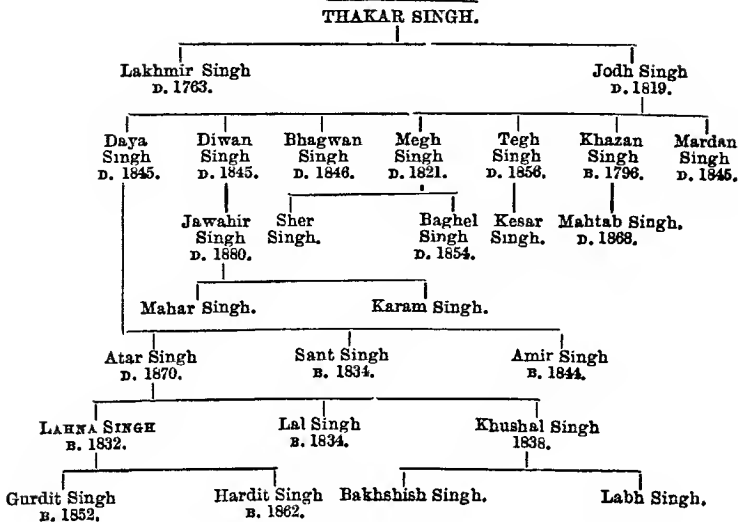 THAKAR SINGH.
Lakhmir Singh Jodh Singh
D. 1763. D. 1819.
Daya Diwan Bhagwan Megh Tegh Khazan Mardan
Singh Singh Singh Singh Singh Singh Singh
D. 1845. D. 1845. D. 1846. D. 1821. D. 1856. B. 1796. D. 1845.
Jawahir Sher Baghel Kesar Mahtab Singh.
Singh Singh. Singh Singh. D. 1868.
D. 1880. D. 1854.
Mahar Singh. Karam Singh.
Atar Singh Sant Singh Amir Singh
D. 1870. B. 1834. B. 1844.
LAHNA SINGH Lal Singh Khushal Singh
B. 1832. B. 1834. 1838.
Gurdit Singh Hardit Singh Bakhshish Singh. Labh Singh.
B. 1852. B. 1862.